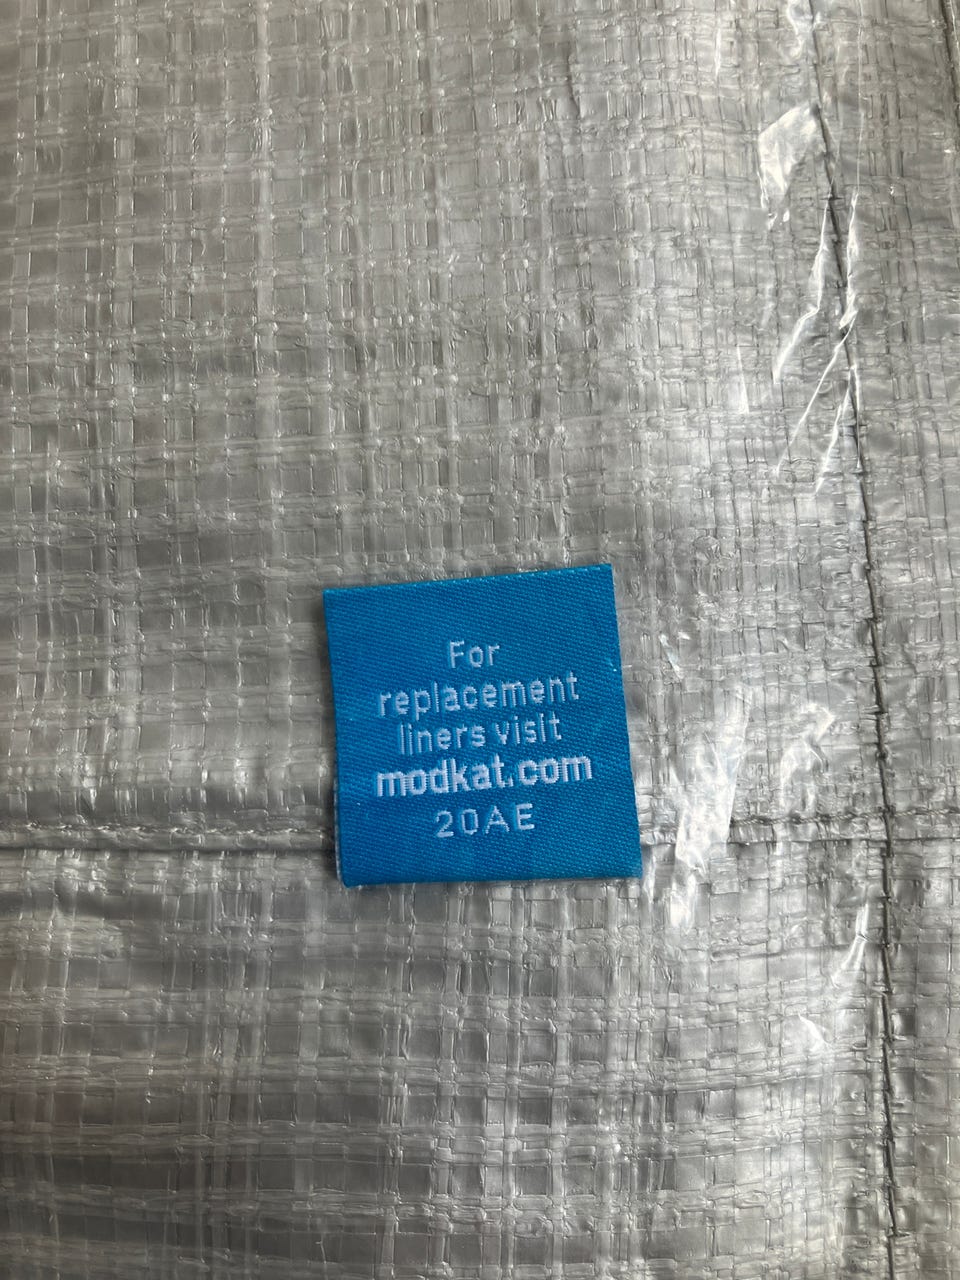 For
replacement
liners visit
modkat.com
20AE